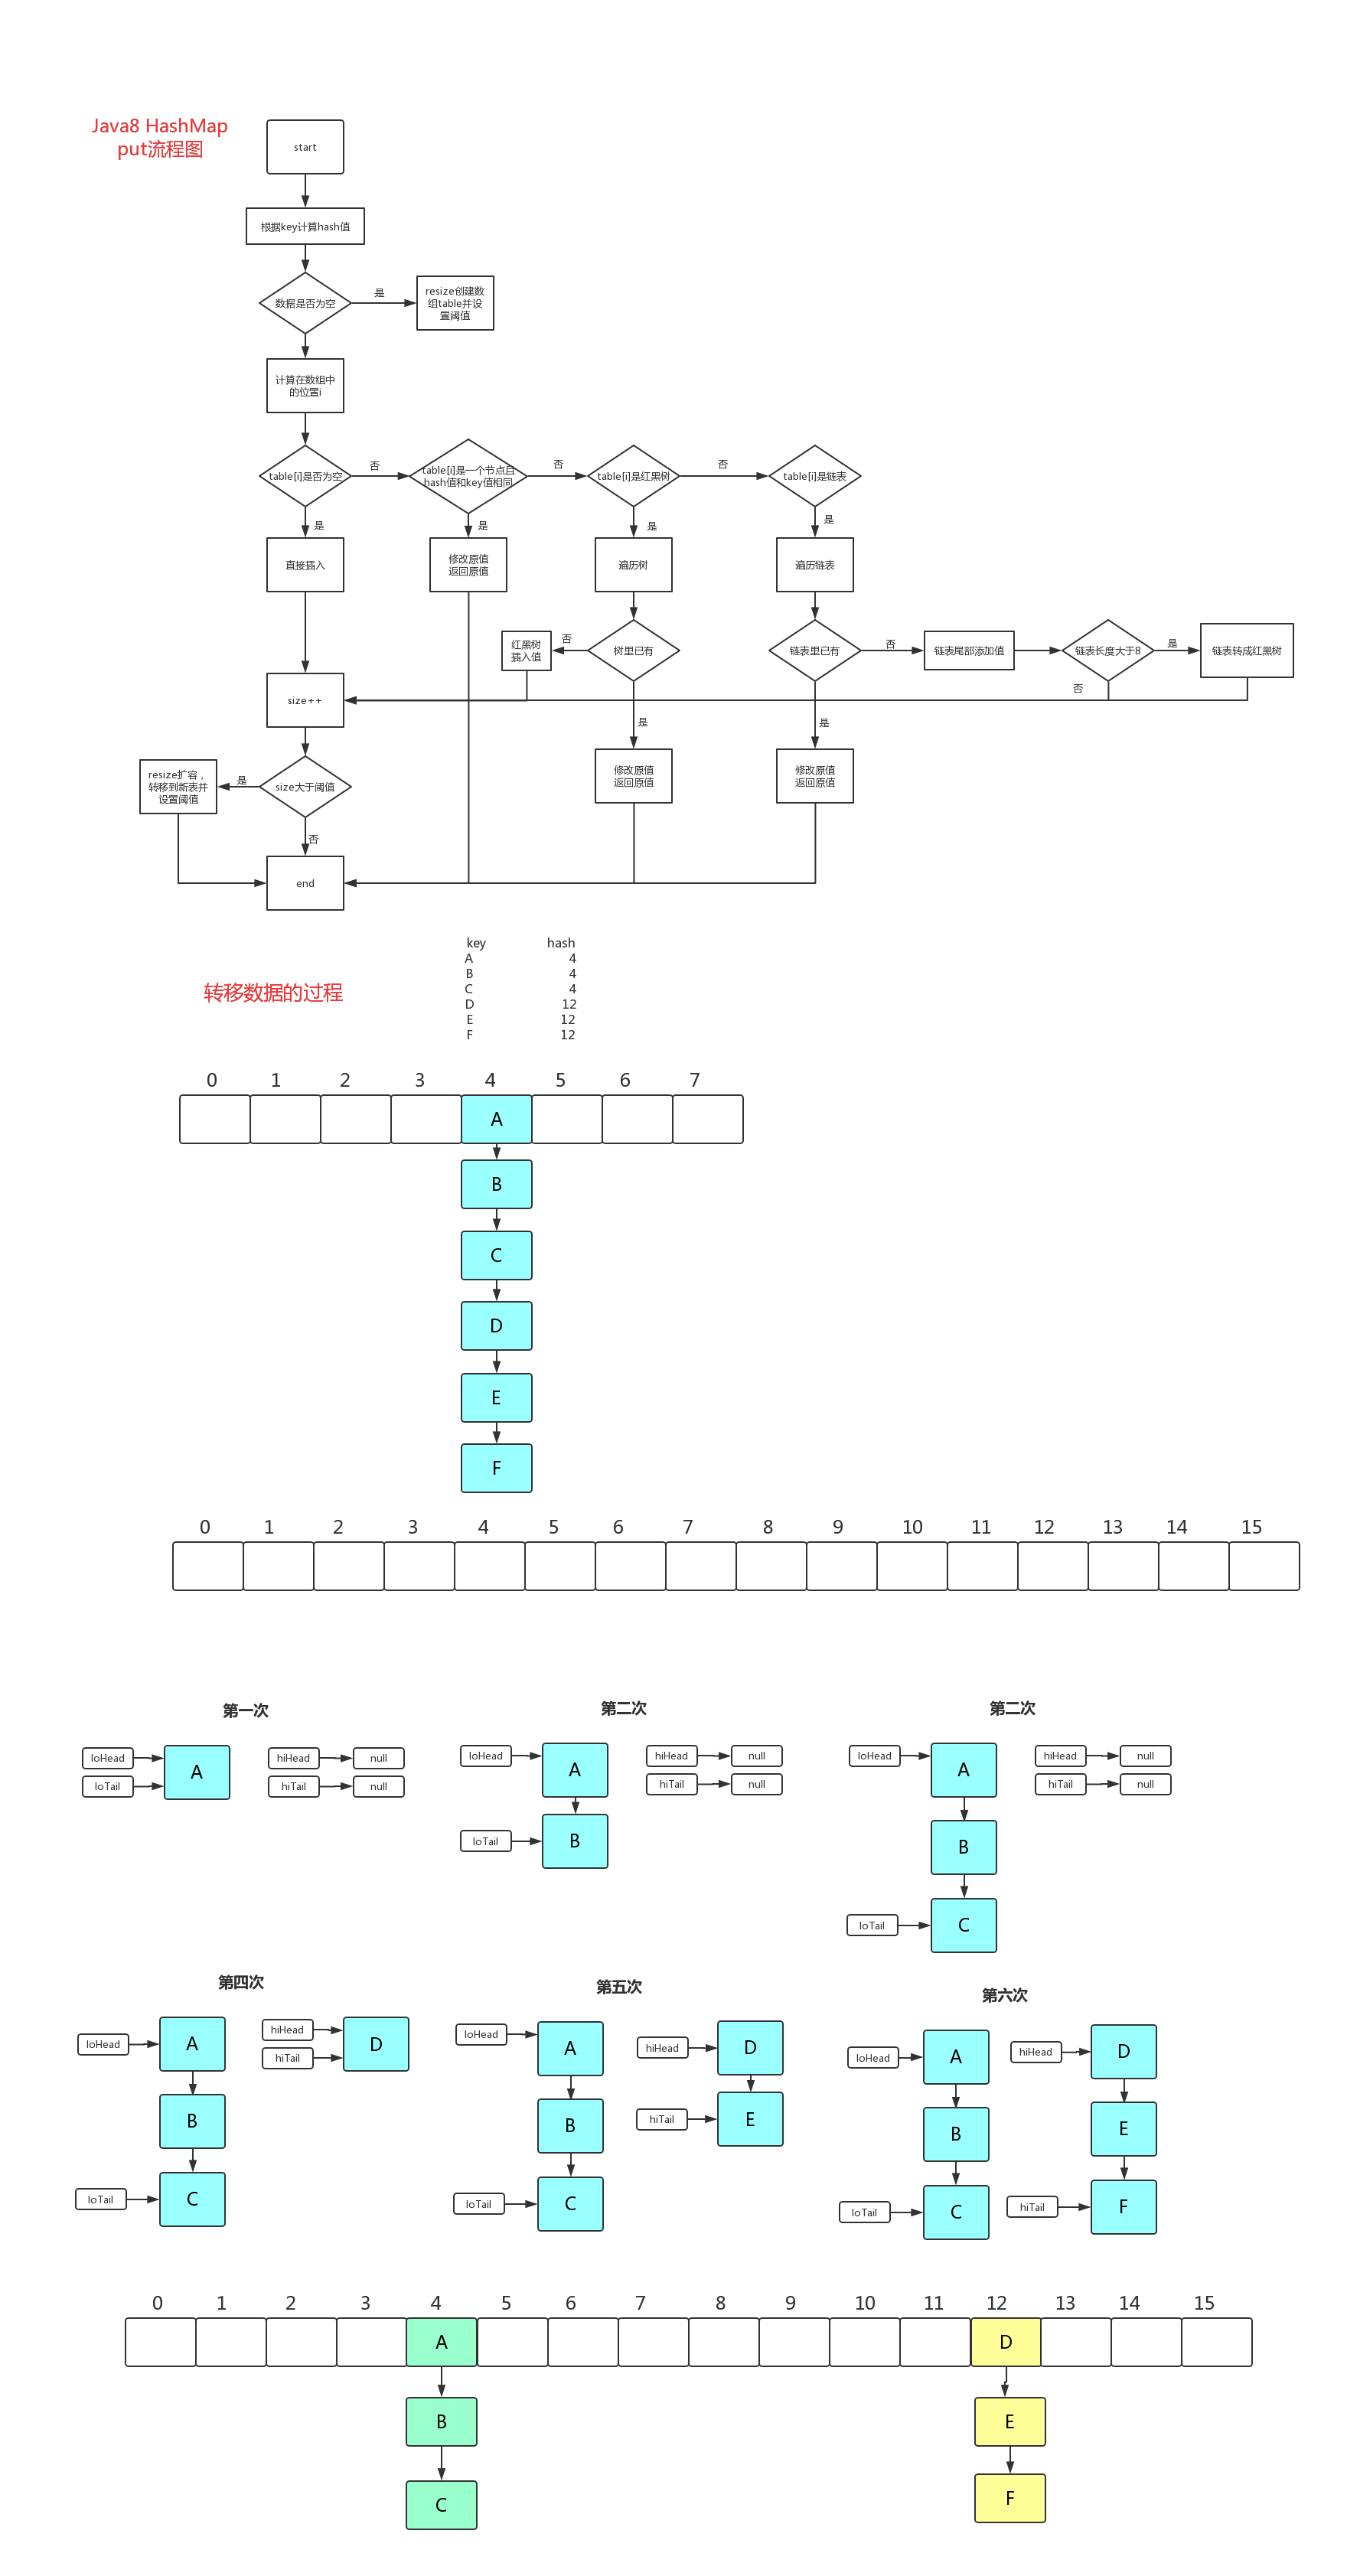 Java8 HashMap
put流程图
start
根据key计算hash值
数据是否为空
是
resize创建数
组table并设
置阈值
计算在数组中
的位置i
table[i]是否为空
否
table[i]是一个节点且
hash值和key值相同
否
table[i]是红黑树
否
table[i]是链表
是
是
是
是
直接插入
修改原值
返回原值
遍历树
遍历链表
红黑树
插入值
否
树里已有
链表里已有
否
链表尾部添加值
链表长度大于8
是
链表转成红黑树
否
size++
是
是
resize扩容，
转移到新表并
设置阈值
是
size大于阈值
修改原值
返回原值
修改原值
返回原值
否
end
key hash
A 4
B 4
C 4
D 12
E 12
F 12
转移数据的过程
0 1 2 3 4 5 6 7
A
B
C
D
E
F
0 1 2 3 4 5 6 7 8 9 10 11 12 13 14 15
第一次
loHead
loTail
A
hiHead
null
hiTail
null
第二次
loHead
A
hiHead
null
hiTail
null
loTail
B
第二次
loHead
A
hiHead
null
hiTail
null
B
loTail
C
第四次
loHead
A
hiHead
hiTail
D
B
loTail
C
第五次
loHead
A
hiHead
D
B
hiTail
E
loTail
C
第六次
loHead
A
hiHead
D
B
E
loTail
C
hiTail
F
0 1 2 3 4 5 6 7 8 9 10 11 12 13 14 15
A D
B E
C F